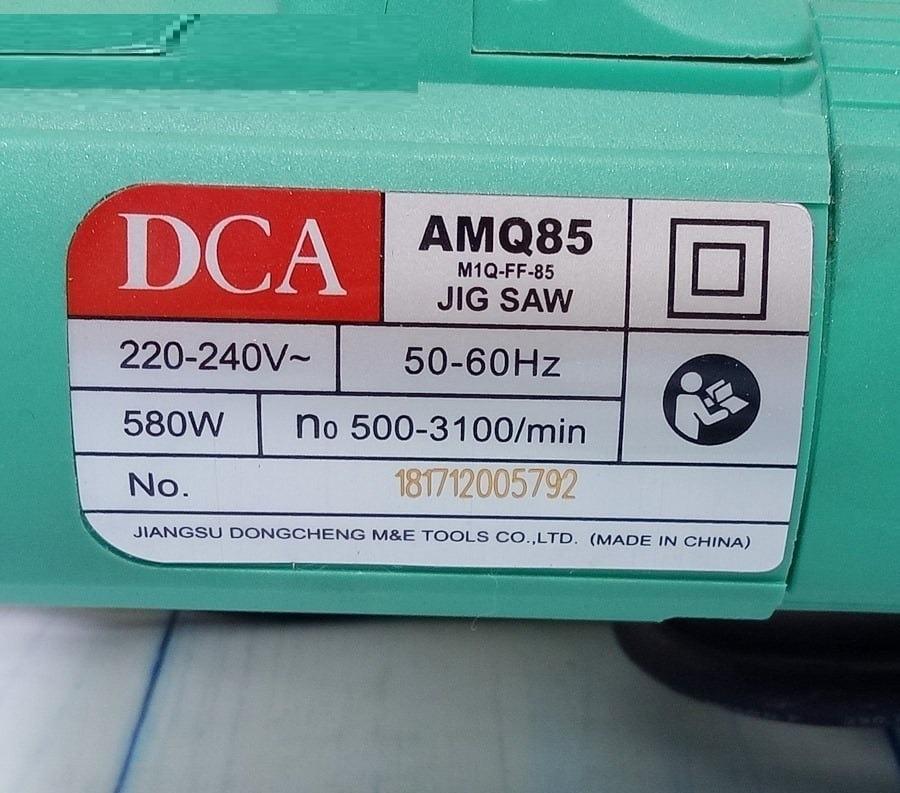 DCA
AMQ85
M1Q-FF-85
JIG SAW
220-240V~ 50-60Hz
580W n₀ 500-3100/min
No. 181712005792
JIANGSU DONGCHENG M&E TOOLS CO.,LTD. (MADE IN CHINA)